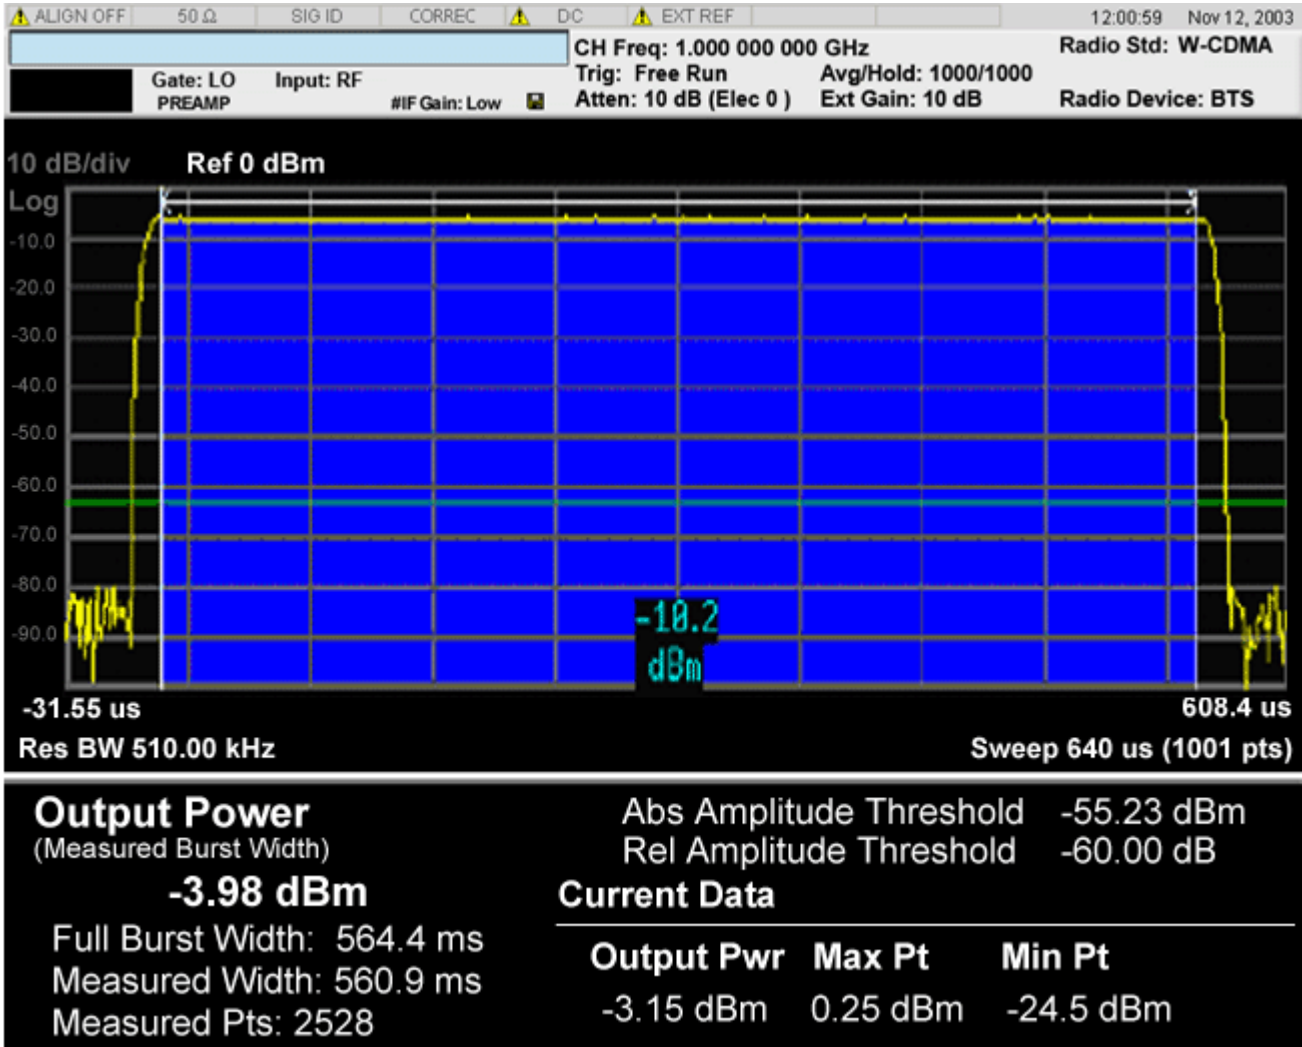 ALIGN OFF 50 Ω SIG ID CORREC DC EXT REF 12:00:59 Nov 12, 2003
CH Freq: 1.000 000 000 GHz Radio Std: W-CDMA
Gate: LO Input: RF Trig: Free Run Avg/Hold: 1000/1000
PREAMP #IF Gain: Low Atten: 10 dB (Elec 0 ) Ext Gain: 10 dB Radio Device: BTS
10 dB/div Ref 0 dBm
Log
-10.0
-20.0
-30.0
-40.0
-50.0
-60.0
-70.0
-80.0
-90.0
-10.2
dBm
-31.55 us 608.4 us
Res BW 510.00 kHz Sweep 640 us (1001 pts)
Output Power Abs Amplitude Threshold -55.23 dBm
(Measured Burst Width) Rel Amplitude Threshold -60.00 dB
-3.98 dBm Current Data
Full Burst Width: 564.4 ms
Output Pwr Max Pt Min Pt
Measured Width: 560.9 ms
-3.15 dBm 0.25 dBm -24.5 dBm
Measured Pts: 2528